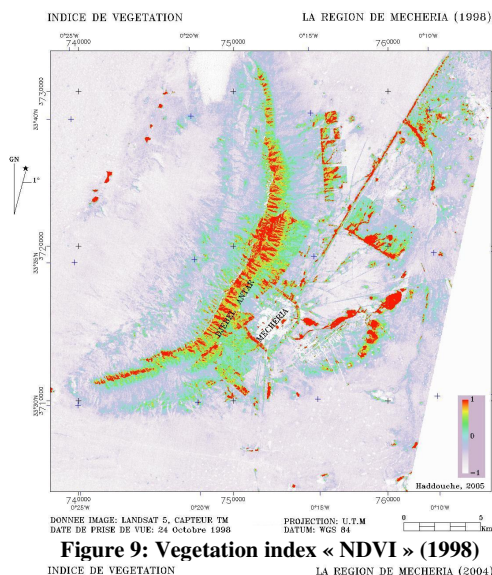 INDICE DE VEGETATION LA REGION DE MECHERIA (1998)
0°25'W 0°20'W 0°15'W 0°10'W
740000 750000 760000
3730000
33°40'N
GN
1°
3720000
33°35'N
DJEBEL ANTAR
MECHERIA
3710000
33°30'N
1
0
-1
Haddouche, 2005
740000 750000 760000
0°25'W 0°20'W 0°15'W 0°10'W
DONNEE IMAGE: LANDSAT 5, CAPTEUR TM
DATE DE PRISE DE VUE: 24 Octobre 1998
PROJECTION: U.T.M
DATUM: WGS 84
0 5
Km
Figure 9: Vegetation index « NDVI » (1998)
INDICE DE VEGETATION LA REGION DE MECHERIA (2004)